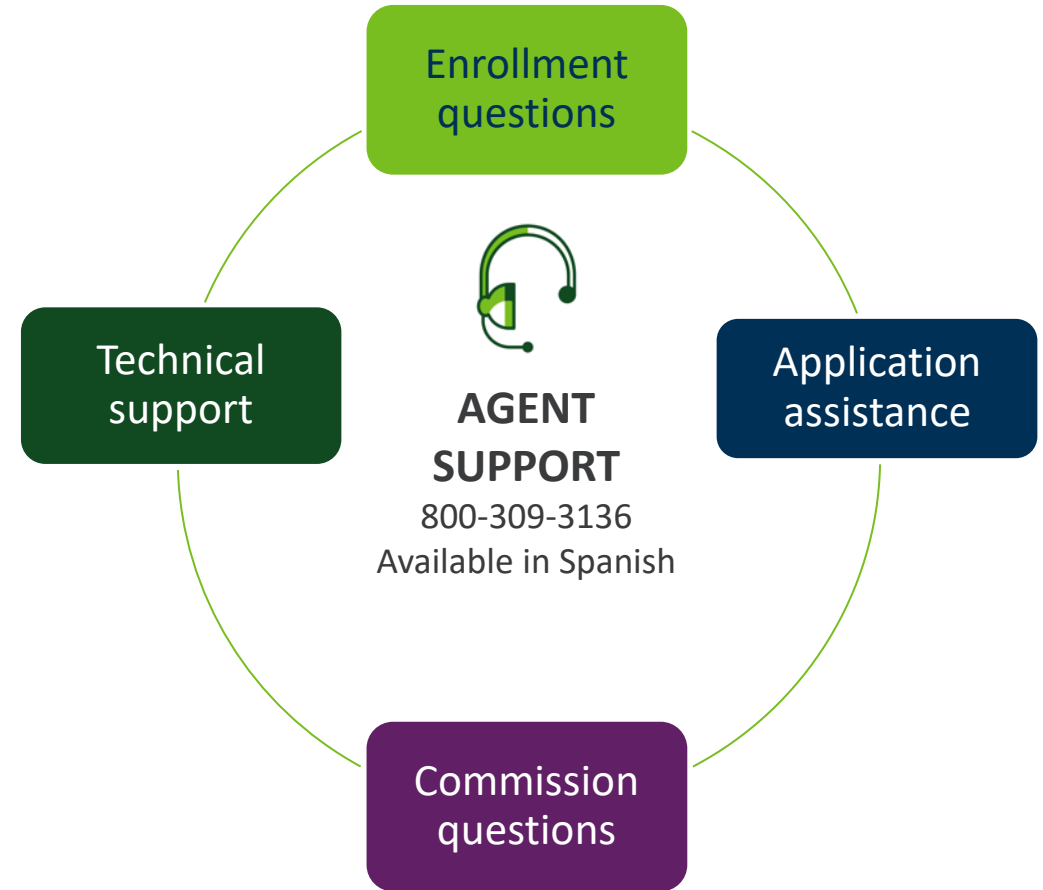 Enrollment
questions
Technical
support
AGENT
SUPPORT
800-309-3136
Available in Spanish
Application
assistance
Commission
questions